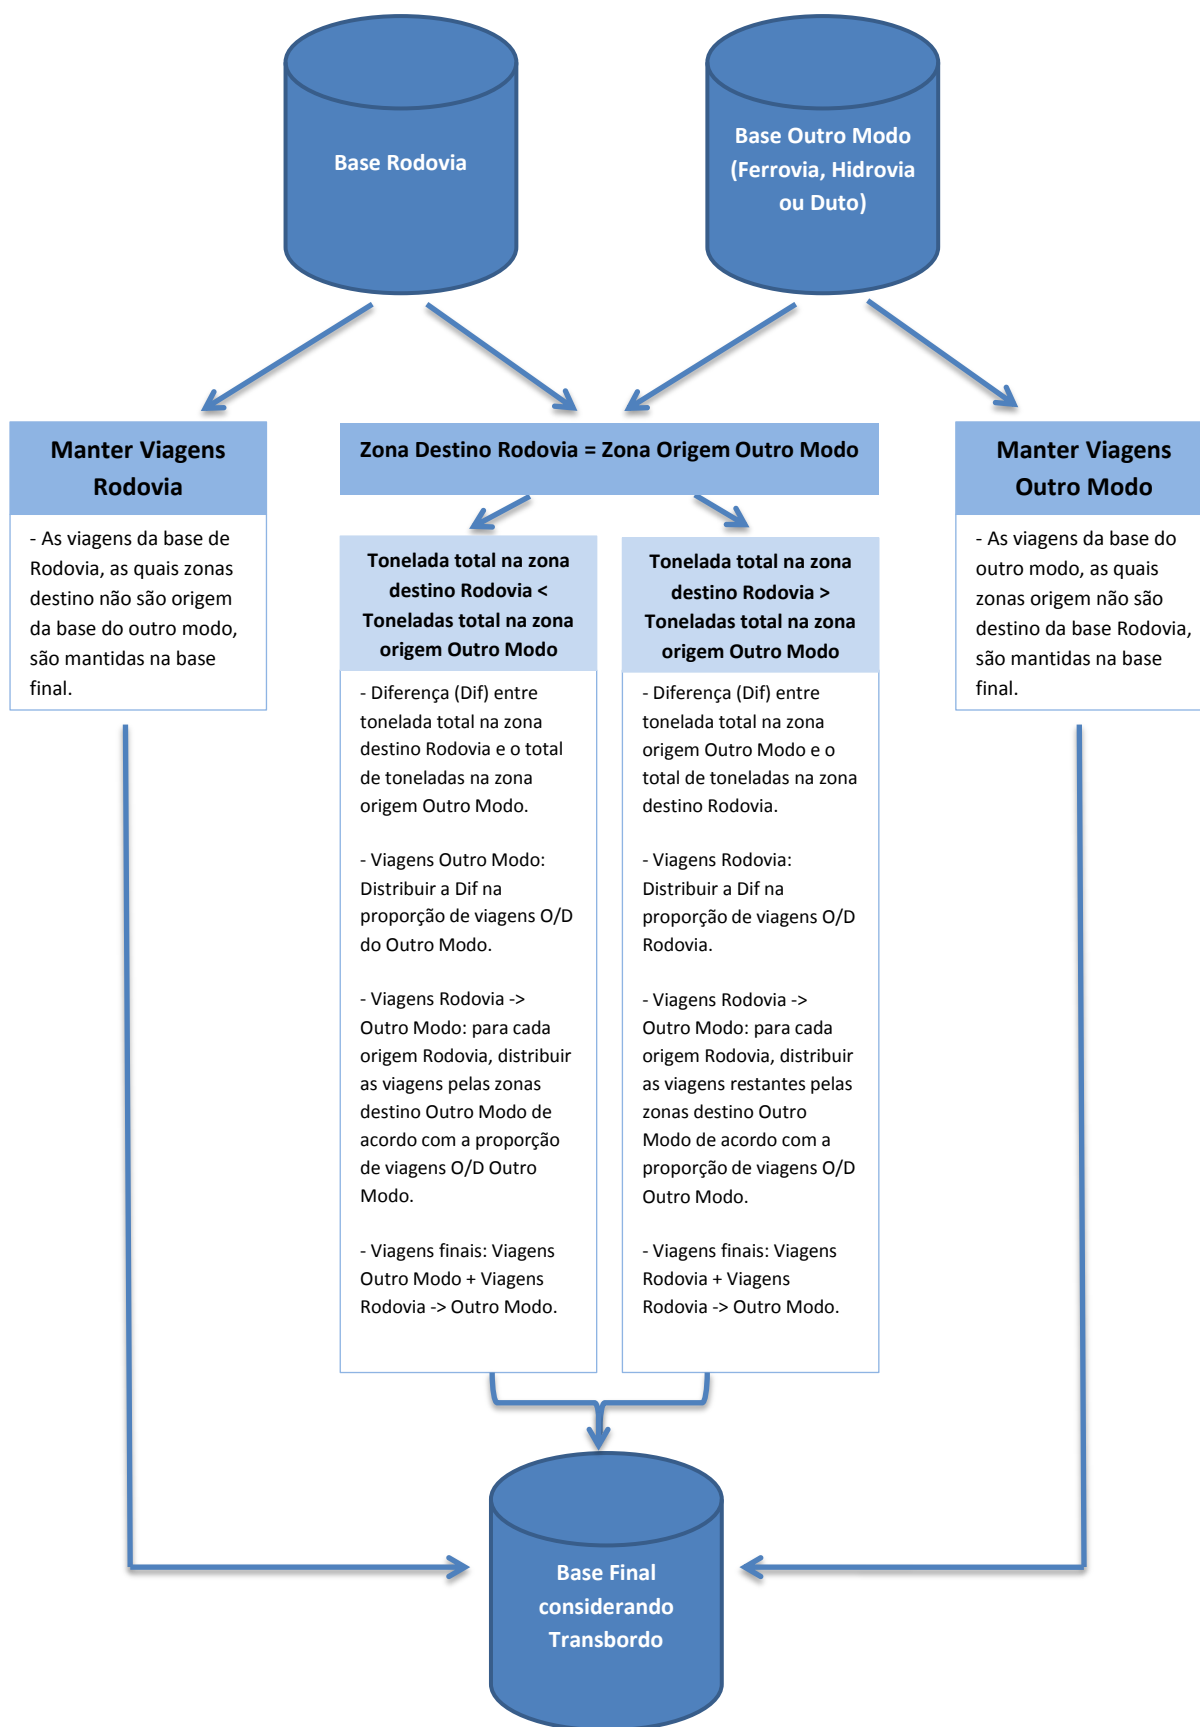 Base Rodovia
Base Outro Modo
(Ferrovia, Hidrovia
ou Duto)
Manter Viagens
Rodovia
- As viagens da base de
Rodovia, as quais zonas
destino não são origem
da base do outro modo,
são mantidas na base
final.
Zona Destino Rodovia = Zona Origem Outro Modo
Tonelada total na zona
destino Rodovia <
Toneladas total na zona
origem Outro Modo
- Diferença (Dif) entre
tonelada total na zona
destino Rodovia e o total
de toneladas na zona
origem Outro Modo.
- Viagens Outro Modo:
Distribuir a Dif na
proporção de viagens O/D
do Outro Modo.
- Viagens Rodovia ->
Outro Modo: para cada
origem Rodovia, distribuir
as viagens pelas zonas
destino Outro Modo de
acordo com a proporção
de viagens O/D Outro
Modo.
- Viagens finais: Viagens
Outro Modo + Viagens
Rodovia -> Outro Modo.
Tonelada total na zona
destino Rodovia >
Toneladas total na zona
origem Outro Modo
- Diferença (Dif) entre
tonelada total na zona
origem Outro Modo e o
total de toneladas na zona
destino Rodovia.
- Viagens Rodovia:
Distribuir a Dif na
proporção de viagens O/D
Rodovia.
- Viagens Rodovia ->
Outro Modo: para cada
origem Rodovia, distribuir
as viagens restantes pelas
zonas destino Outro
Modo de acordo com a
proporção de viagens O/D
Outro Modo.
- Viagens finais: Viagens
Rodovia + Viagens
Rodovia -> Outro Modo.
Manter Viagens
Outro Modo
- As viagens da base do
outro modo, as quais
zonas origem não são
destino da base Rodovia,
são mantidas na base
final.
Base Final
considerando
Transbordo